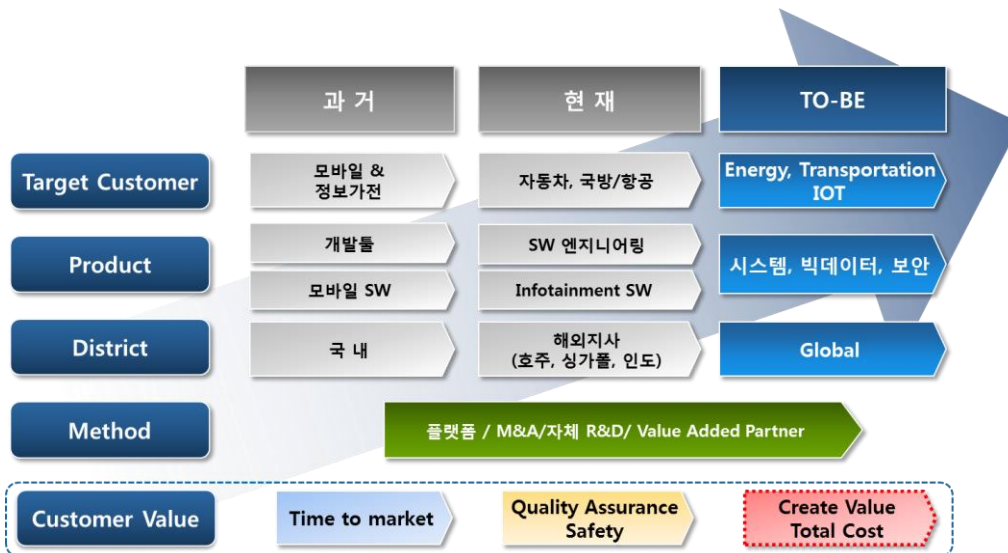 과 거
현 재
TO-BE
Target Customer
모바일 &
정보가전
자동차, 국방/항공
Energy, Transportation
IOT
Product
개발툴
SW 엔지니어링
시스템, 빅데이터, 보안
모바일 SW
Infotainment SW
District
국 내
해외지사
(호주, 싱가폴, 인도)
Global
Method
플랫폼 / M&A/자체 R&D/ Value Added Partner
Customer Value
Time to market
Quality Assurance
Safety
Create Value
Total Cost